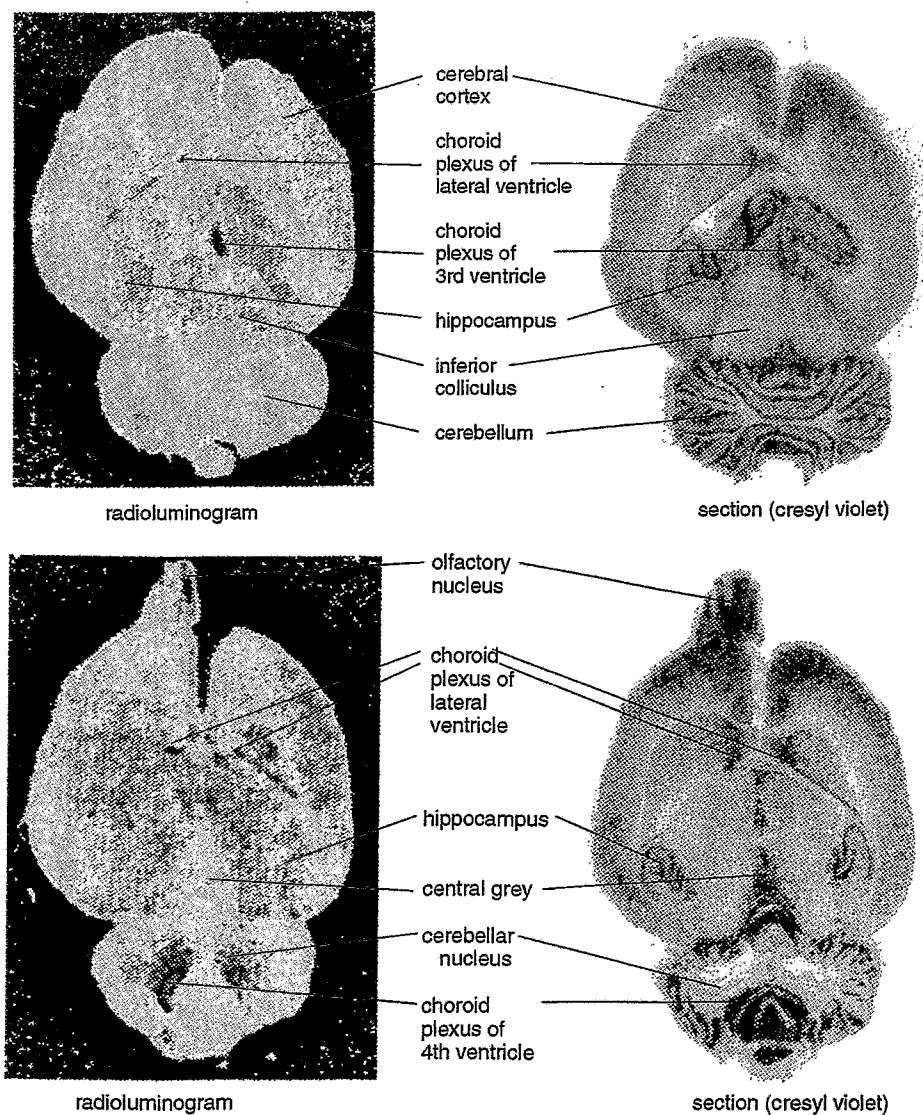 cerebral
cortex
choroid
plexus of
lateral ventricle
choroid
plexus of
3rd ventricle
hippocampus
inferior
colliculus
cerebellum
radioluminogram
section (cresyl violet)
olfactory
nucleus
choroid
plexus of
lateral
ventricle
hippocampus
central grey
cerebellar
nucleus
choroid
plexus of
4th ventricle
radioluminogram
section (cresyl violet)